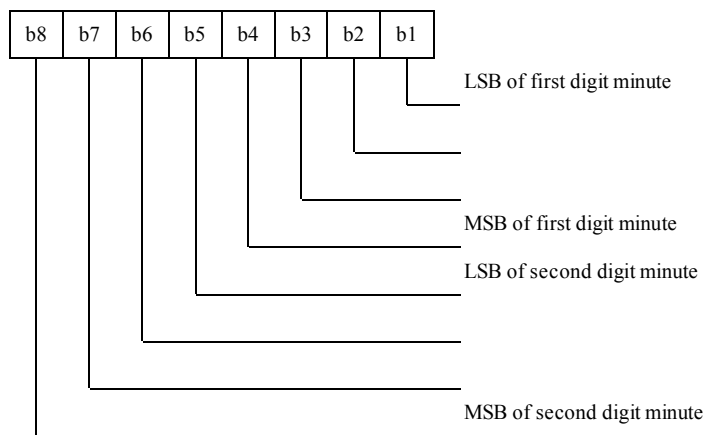 b8 b7 b6 b5 b4 b3 b2 b1
LSB of first digit minute
MSB of first digit minute
LSB of second digit minute
MSB of second digit minute